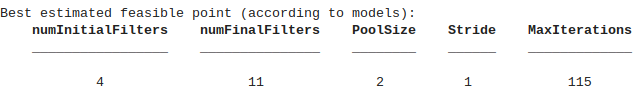 Best estimated feasible point (according to models):
numInitialFilters numFinalFilters PoolSize Stride MaxIterations
4 11 2 1 115